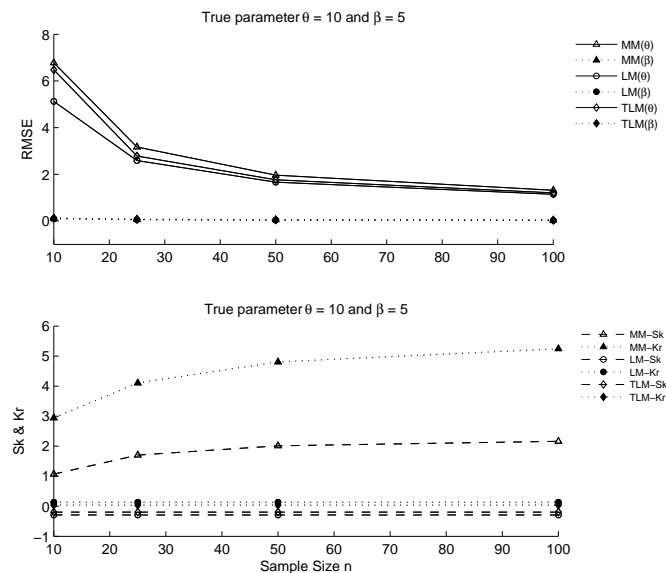 True parameter θ = 10 and β = 5
8
6
4
2
0
RMSE
10 20 30 40 50 60 70 80 90 100
MM(θ)
MM(β)
LM(θ)
LM(β)
TLM(θ)
TLM(β)
True parameter θ = 10 and β = 5
6
5
4
3
2
1
0
−1
Sk & Kr
10 20 30 40 50 60 70 80 90 100
Sample Size n
MM−Sk
MM−Kr
LM−Sk
LM−Kr
TLM−Sk
TLM−Kr